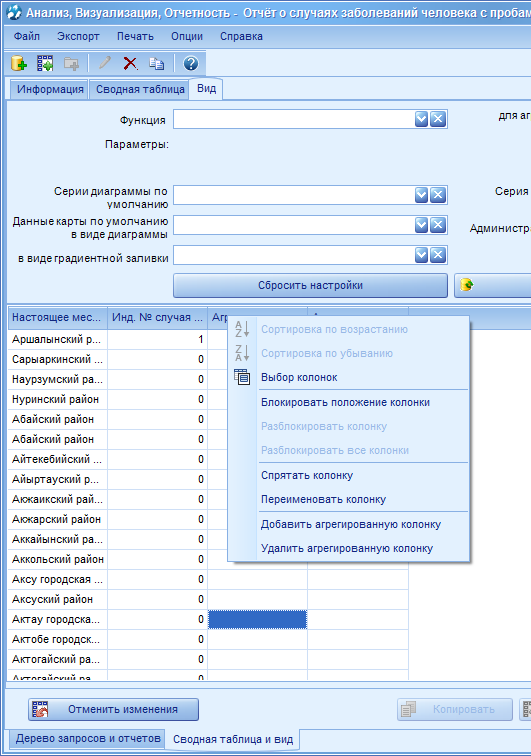 Анализ, Визуализация, Отчетность - Отчёт о случаях заболеваний человека с пробам
Файл Экспорт Печать Опции Справка
Информация Сводная таблица Вид
Функция для аг
Параметры:
Серии диаграммы по умолчанию Серия
Данные карты по умолчанию
в виде диаграммы Администр
в виде градиентной заливки
Сбросить настройки
Настоящее мес... Инд. № случая ... Агр
Аршалынский р... 1
Сарыаркинский ... 0
Наурзумский ра... 0
Нуринский район 0
Абайский район 0
Абайский район 0
Айтекебийский ... 0
Айыртауский р... 0
Акжаикский рай... 0
Акжарский район 0
Аккайынский ра... 0
Аккольский район 0
Аксу городская ... 0
Аксуский район 0
Актау городска... 0
Актобе городск... 0
Актогайский ра... 0
Актогайский рай... 0
Сортировка по возрастанию
Сортировка по убыванию
Выбор колонок
Блокировать положение колонки
Разблокировать колонку
Разблокировать все колонки
Спрятать колонку
Переименовать колонку
Добавить агрегированную колонку
Удалить агрегированную колонку
Отменить изменения Копировать
Дерево запросов и отчетов Сводная таблица и вид